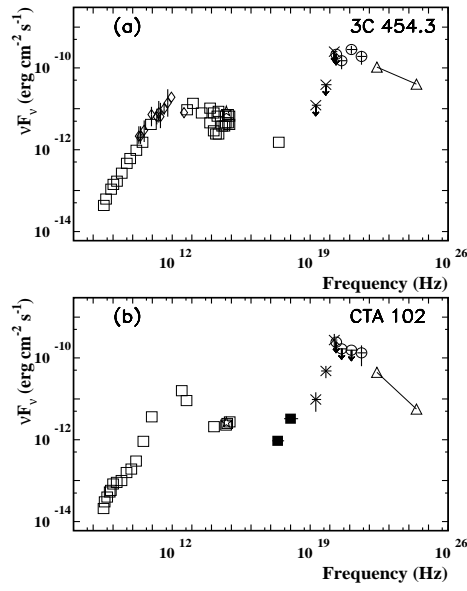 (a) 3C 454.3
νFν (erg cm-2 s-1)
10 -10
10 -12
10 -14
10 12 10 19 10 26
Frequency (Hz)
(b) CTA 102
νFν (erg cm-2 s-1)
10 -10
10 -12
10 -14
10 12 10 19 10 26
Frequency (Hz)